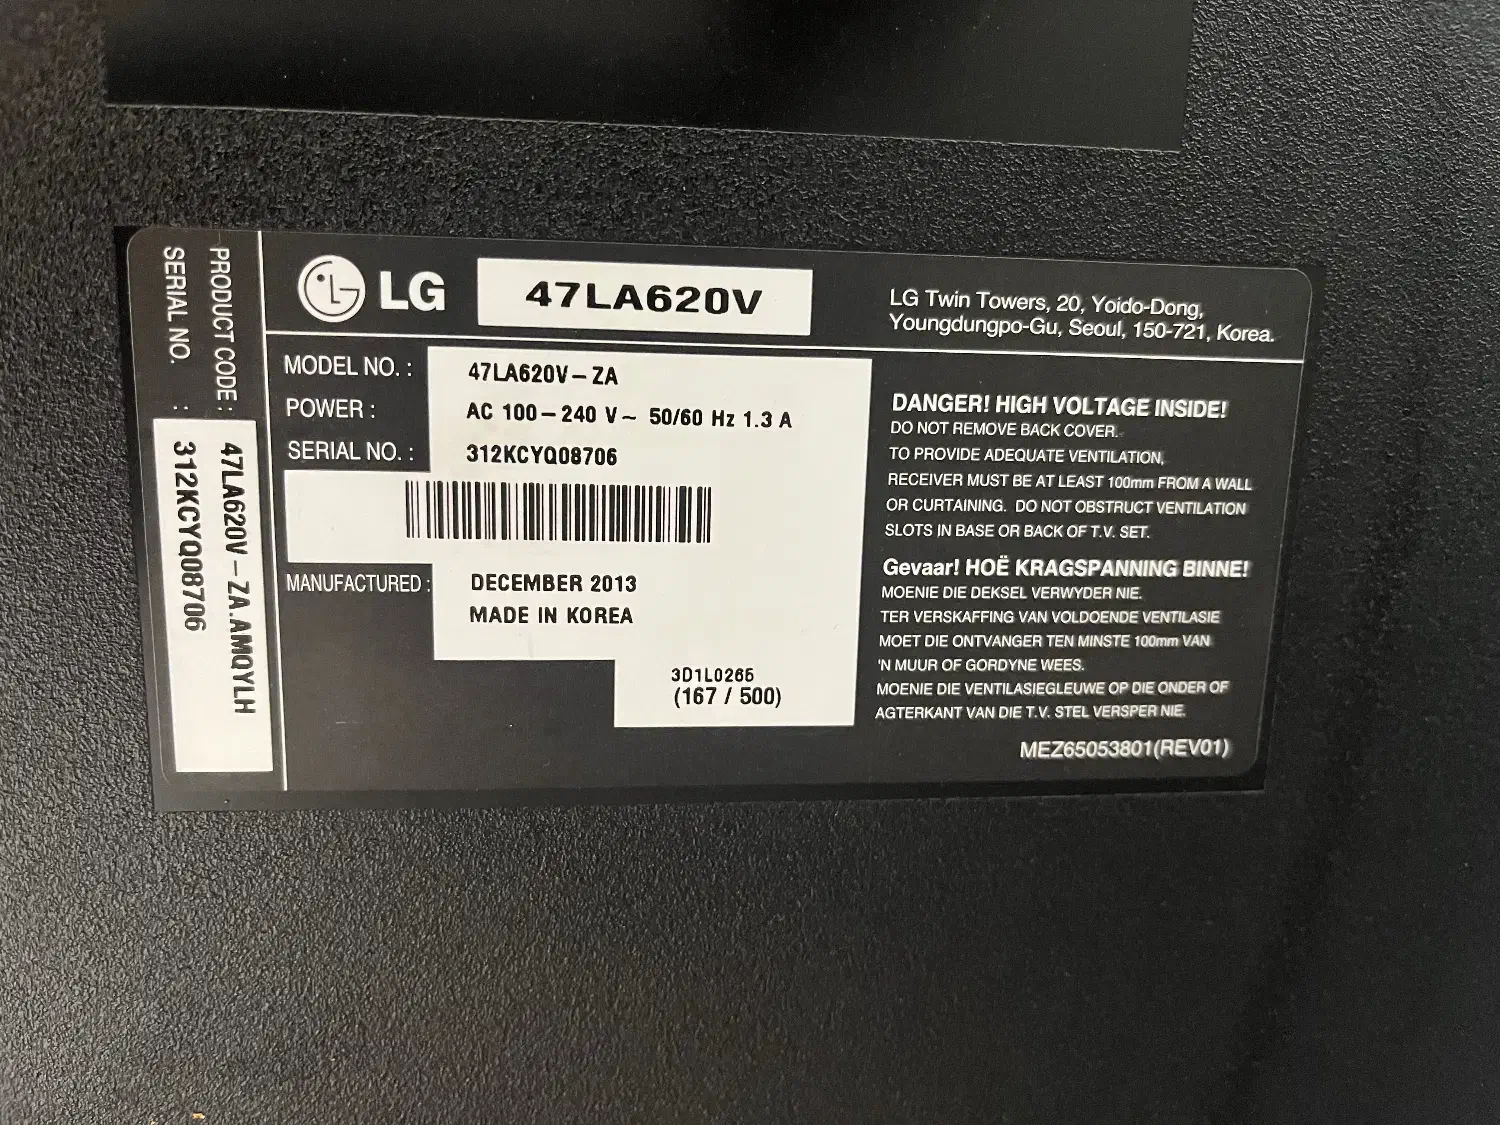 PRODUCT CODE : 47LA620V-ZA.AMQYLH
SERIAL NO. : 312KCYQ08706
LG
47LA620V
LG Twin Towers, 20, Yoido-Dong,
Youngdungpo-Gu, Seoul, 150-721, Korea.
MODEL NO. : 47LA620V-ZA
POWER : AC 100-240 V~ 50/60 Hz 1.3 A
SERIAL NO. : 312KCYQ08706
MANUFACTURED : DECEMBER 2013
MADE IN KOREA
3D1L0265
(167 / 500)
DANGER! HIGH VOLTAGE INSIDE!
DO NOT REMOVE BACK COVER.
TO PROVIDE ADEQUATE VENTILATION,
RECEIVER MUST BE AT LEAST 100mm FROM A WALL
OR CURTAINING. DO NOT OBSTRUCT VENTILATION
SLOTS IN BASE OR BACK OF T.V. SET.
Gevaar! HOË KRAGSPANNING BINNE!
MOENIE DIE DEKSEL VERWYDER NIE.
TER VERSKAFFING VAN VOLDOENDE VENTILASIE
MOET DIE ONTVANGER TEN MINSTE 100mm VAN
'N MUUR OF GORDYNE WEES.
MOENIE DIE VENTILASIEGLEUWE OP DIE ONDER OF
AGTERKANT VAN DIE T.V. STEL VERSPER NIE.
MEZ65053801(REV01)